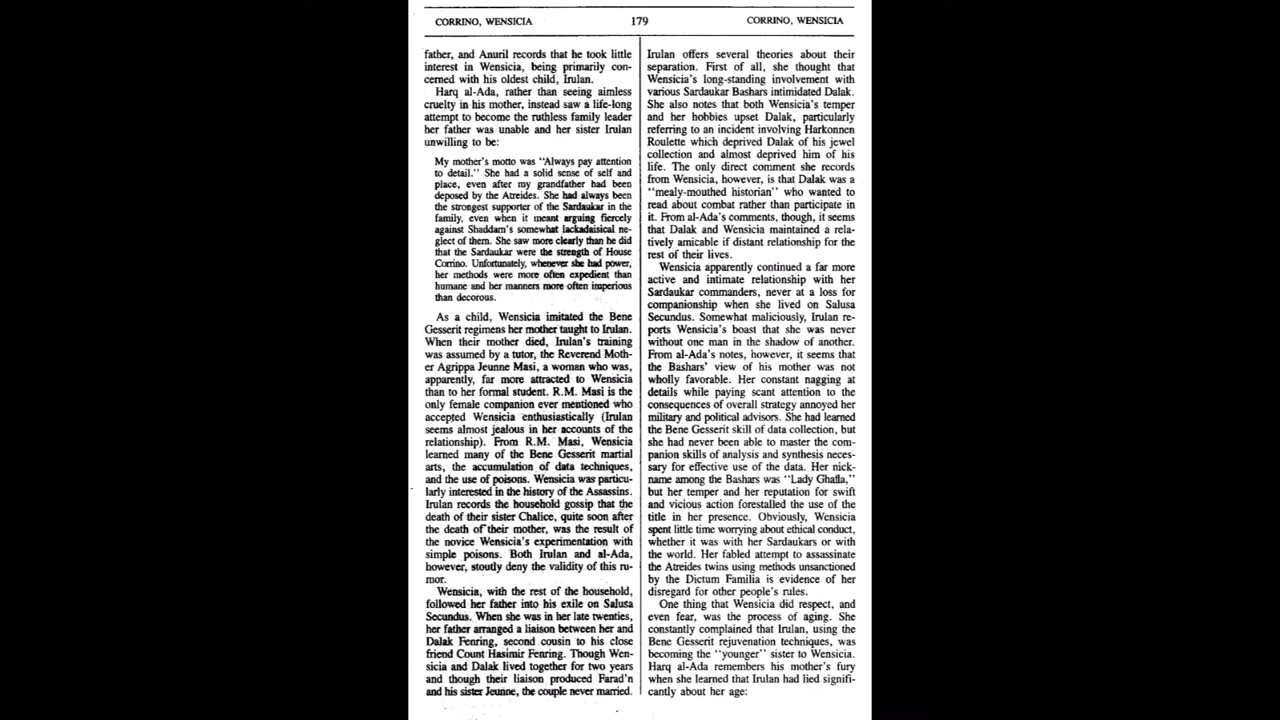 CORRINO, WENSICIA 179 CORRINO, WENSICIA
father, and Anuril records that he took little
interest in Wensicia, being primarily con-
cerned with his oldest child, Irulan.
Harq al-Ada, rather than seeing aimless
cruelty in his mother, instead saw a life-long
attempt to become the ruthless family leader
her father was unable and her sister Irulan
unwilling to be:
My mother's motto was "Always pay attention
to detail." She had a solid sense of self and
place, even after my grandfather had been
deposed by the Atreides. She had always been
the strongest supporter of the Sardaukar in the
family, even when it meant arguing fiercely
against Shaddam's somewhat lackadaisical ne-
glect of them. She saw more clearly than he did
that the Sardaukar were the strength of House
Corrino. Unfortunately, whenever she had power,
her methods were more often expedient than
humane and her manners more often imperious
than decorous.
As a child, Wensicia imitated the Bene
Gesserit regimens her mother taught to Irulan.
When their mother died, Irulan's training
was assumed by a tutor, the Reverend Moth-
er Agrippa Jeunne Masi, a woman who was,
apparently, far more attracted to Wensicia
than to her formal student. R.M. Masi is the
only female companion ever mentioned who
accepted Wensicia enthusiastically (Irulan
seems almost jealous in her accounts of the
relationship). From R.M. Masi, Wensicia
learned many of the Bene Gesserit martial
arts, the accumulation of data techniques,
and the use of poisons. Wensicia was particu-
larly interested in the history of the Assassins.
Irulan records the household gossip that the
death of their sister Chalice, quite soon after
the death of their mother, was the result of
the novice Wensicia's experimentation with
simple poisons. Both Irulan and al-Ada,
however, stoutly deny the validity of this ru-
mor.
Wensicia, with the rest of the household,
followed her father into his exile on Salusa
Secundus. When she was in her late twenties,
her father arranged a liaison between her and
Dalak Fenring, second cousin to his close
friend Count Hasimir Fenring. Though Wen-
sicia and Dalak lived together for two years
and though their liaison produced Farad'n
and his sister Jeunne, the couple never married.
Irulan offers several theories about their
separation. First of all, she thought that
Wensicia's long-standing involvement with
various Sardaukar Bashars intimidated Dalak.
She also notes that both Wensicia's temper
and her hobbies upset Dalak, particularly
referring to an incident involving Harkonnen
Roulette which deprived Dalak of his jewel
collection and almost deprived him of his
life. The only direct comment she records
from Wensicia, however, is that Dalak was a
"mealy-mouthed historian" who wanted to
read about combat rather than participate in
it. From al-Ada's comments, though, it seems
that Dalak and Wensicia maintained a rela-
tively amicable if distant relationship for the
rest of their lives.
Wensicia apparently continued a far more
active and intimate relationship with her
Sardaukar commanders, never at a loss for
companionship when she lived on Salusa
Secundus. Somewhat maliciously, Irulan re-
ports Wensicia's boast that she was never
without one man in the shadow of another.
From al-Ada's notes, however, it seems that
the Bashars' view of his mother was not
wholly favorable. Her constant nagging at
details while paying scant attention to the
consequences of overall strategy annoyed her
military and political advisors. She had learned
the Bene Gesserit skill of data collection, but
she had never been able to master the com-
panion skills of analysis and synthesis neces-
sary for effective use of the data. Her nick-
name among the Bashars was "Lady Ghafla,"
but her temper and her reputation for swift
and vicious action forestalled the use of the
title in her presence. Obviously, Wensicia
spent little time worrying about ethical conduct,
whether it was with her Sardaukars or with
the world. Her fabled attempt to assassinate
the Atreides twins using methods unsanctioned
by the Dictum Familia is evidence of her
disregard for other people's rules.
One thing that Wensicia did respect, and
even fear, was the process of aging. She
constantly complained that Irulan, using the
Bene Gesserit rejuvenation techniques, was
becoming the "younger" sister to Wensicia.
Harq al-Ada remembers his mother's fury
when she learned that Irulan had lied signifi-
cantly about her age: